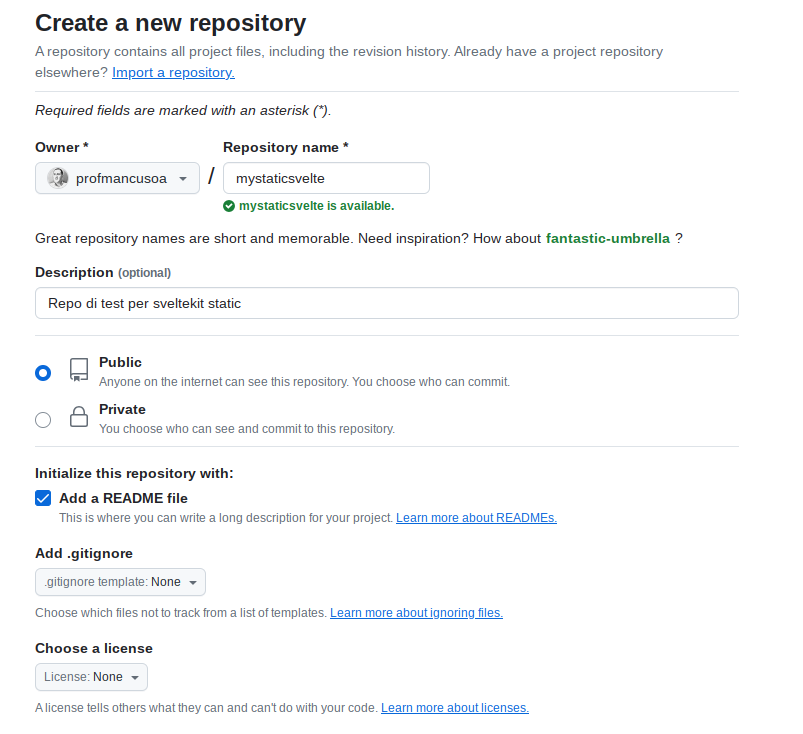 Create a new repository
A repository contains all project files, including the revision history. Already have a project repository
elsewhere? Import a repository.
Required fields are marked with an asterisk (*).
Owner * Repository name *
profmancusoa / mystaticsvelte
mystaticsvelte is available.
Great repository names are short and memorable. Need inspiration? How about fantastic-umbrella ?
Description (optional)
Repo di test per sveltekit static
Public
Anyone on the internet can see this repository. You choose who can commit.
Private
You choose who can see and commit to this repository.
Initialize this repository with:
Add a README file
This is where you can write a long description for your project. Learn more about READMEs.
Add .gitignore
.gitignore template: None
Choose which files not to track from a list of templates. Learn more about ignoring files.
Choose a license
License: None
A license tells others what they can and can't do with your code. Learn more about licenses.